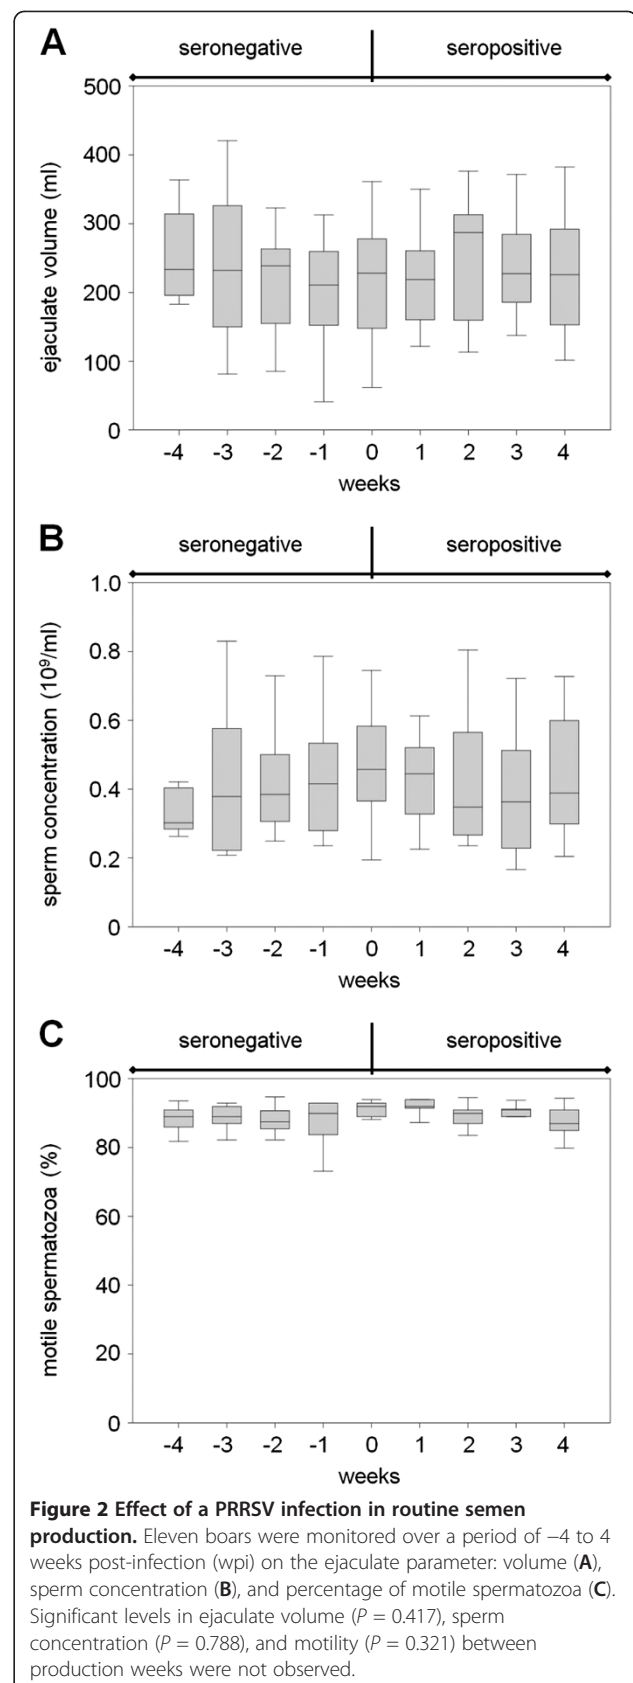 A
seronegative seropositive
500
400
300
200
100
0
ejaculate volume (ml)
-4 -3 -2 -1 0 1 2 3 4
weeks
B
seronegative seropositive
1.0
0.8
0.6
0.4
0.2
0
sperm concentration (10⁹/ml)
-4 -3 -2 -1 0 1 2 3 4
weeks
C
seronegative seropositive
100
80
60
40
20
0
motile spermatozoa (%)
-4 -3 -2 -1 0 1 2 3 4
weeks
Figure 2 Effect of a PRRSV infection in routine semen
production. Eleven boars were monitored over a period of −4 to 4
weeks post-infection (wpi) on the ejaculate parameter: volume (A),
sperm concentration (B), and percentage of motile spermatozoa (C).
Significant levels in ejaculate volume (P = 0.417), sperm
concentration (P = 0.788), and motility (P = 0.321) between
production weeks were not observed.